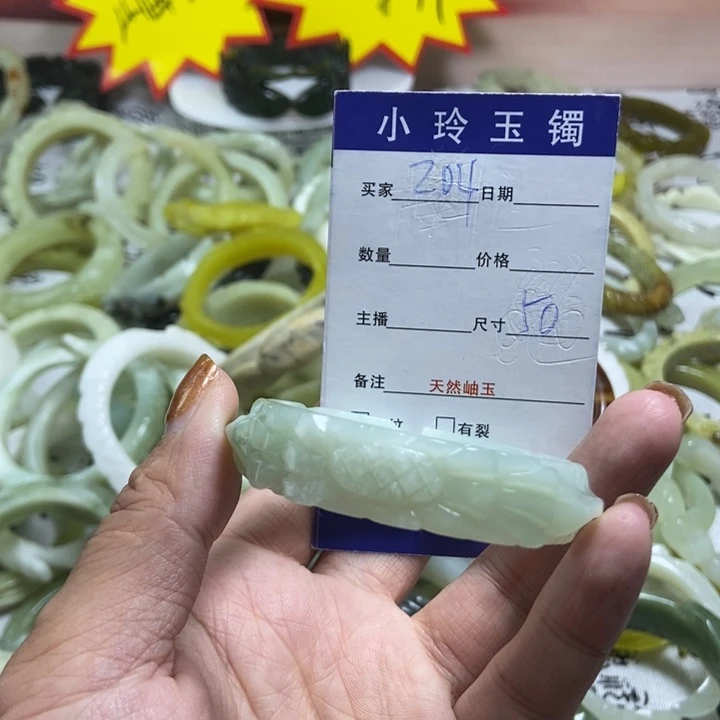 小玲玉镯
买家 204 日期
数量 价格
主播 尺寸 50
备注 天然岫玉
有裂